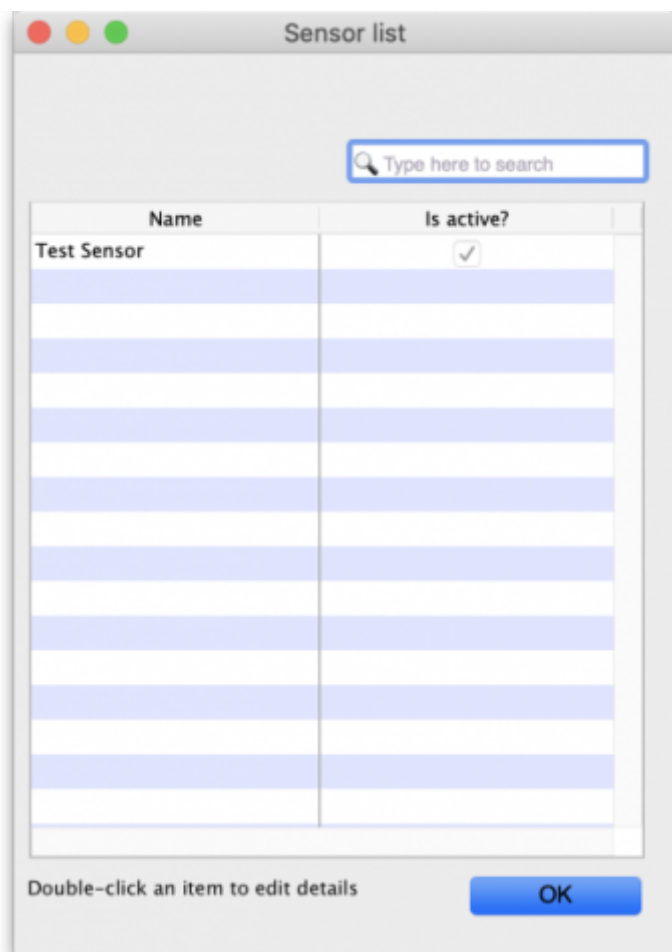 Sensor list
Type here to search
Name Is active?
Test Sensor
Double-click an item to edit details
OK